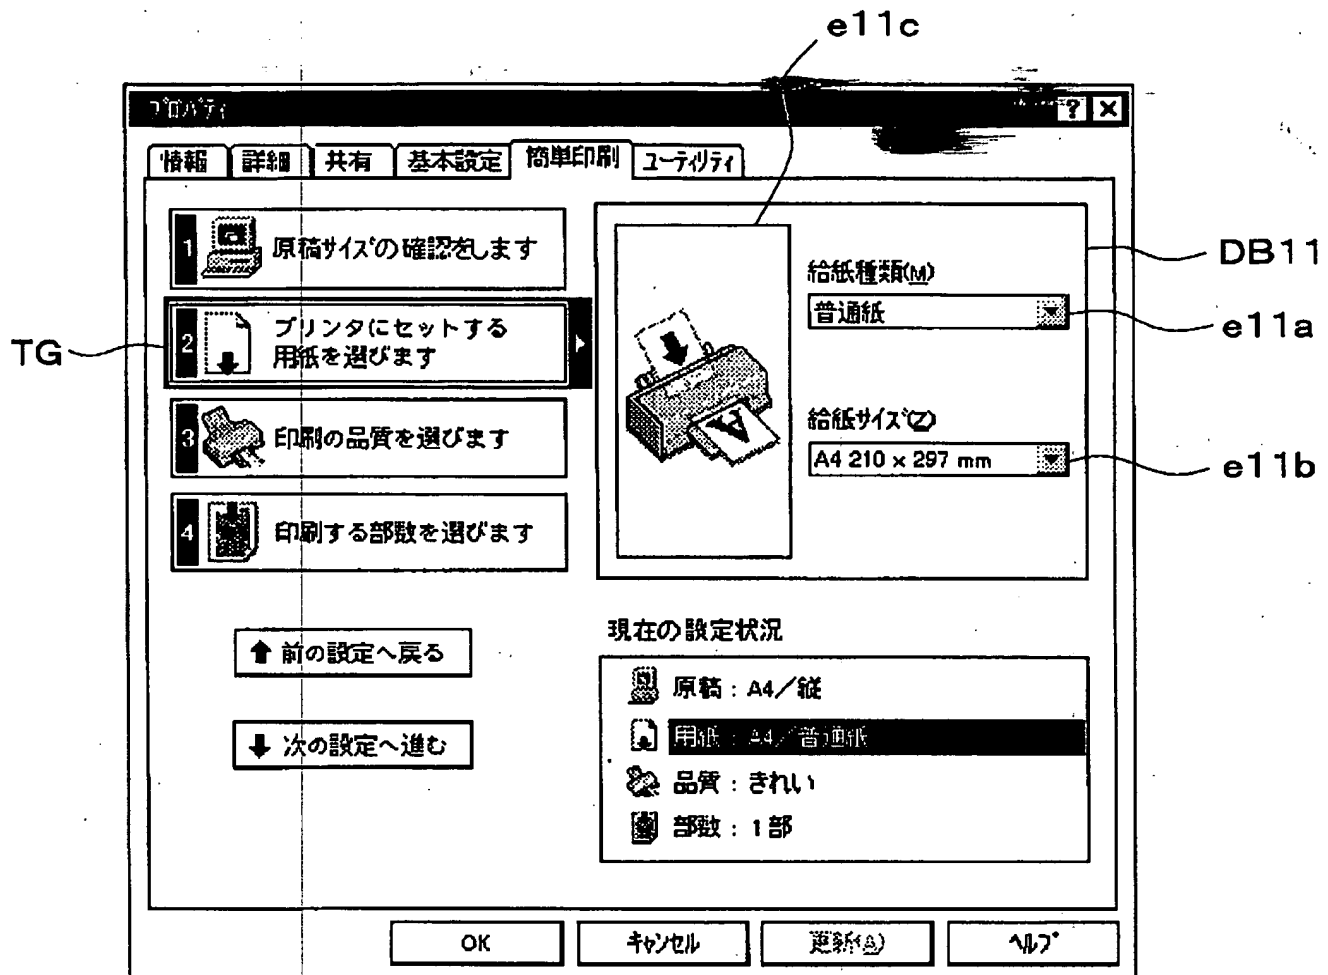 e11c
プロパティ
? ×
情報 詳細 共有 基本設定 簡単印刷 ユーティリティ
1 原稿サイズの確認をします
DB11
給紙種類(M)
普通紙
e11a
TG
2 プリンタにセットする
用紙を選びます
3 印刷の品質を選びます
給紙サイズ(Z)
A4 210 × 297 mm
e11b
4 印刷する部数を選びます
前の設定へ戻る
次の設定へ進む
現在の設定状況
原稿：A4／縦
用紙：A4／普通紙
品質：きれい
部数：1部
OK キャンセル 更新(A) ヘルプ